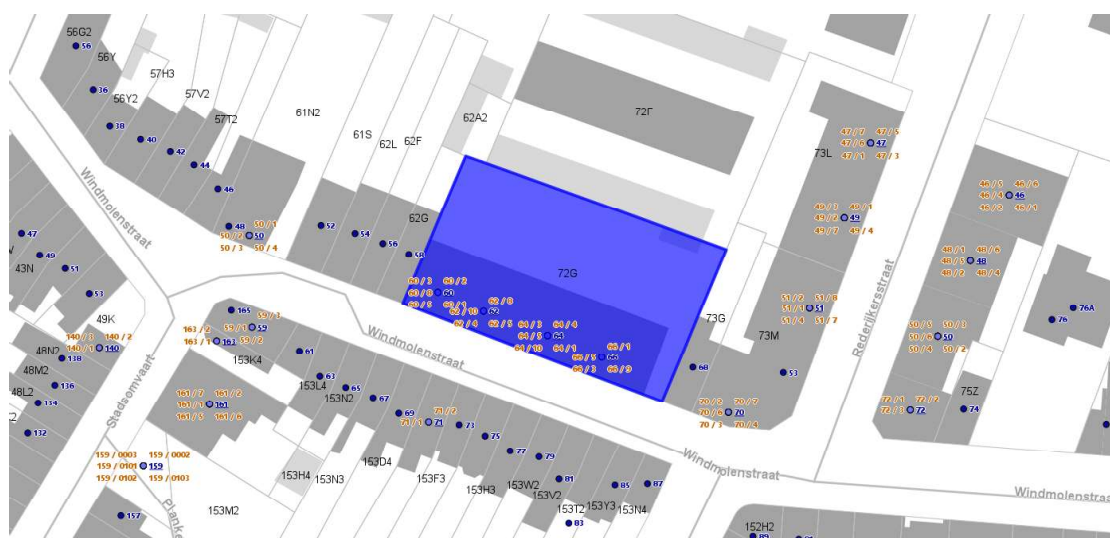 56G2
56
56Y
57H3
36
56Y2
57V2
38
57T2
40
42
44
61N2
46
61S
62L
62F
62A2
72F
48
50 / 1
50 / 2
50
50 / 3
50 / 4
52
54
56
58
62G
72G
60 / 3
60 / 2
60 / 8
60
60 / 5
60 / 1
62 / 8
62 / 10
62
62 / 4
62 / 5
64 / 3
64 / 4
64 / 5
64
64 / 10
64 / 1
66 / 1
66 / 5
66
66 / 3
66 / 9
73G
68
70 / 2
70 / 7
70 / 6
70
70 / 3
70 / 4
73M
53
51 / 2
51 / 8
51 / 1
51
51 / 4
51 / 7
73L
47 / 7
47 / 5
47 / 6
47
47 / 1
47 / 3
49 / 3
49 / 1
49 / 2
49
49 / 7
49 / 4
Rederijkersstraat
46 / 5
46 / 6
46 / 4
46
46 / 2
46 / 1
48 / 1
48 / 6
48 / 5
48
48 / 2
48 / 4
50 / 5
50 / 3
50 / 6
50
50 / 4
50 / 2
76A
76
75Z
72 / 1
72 / 2
72 / 3
72
74
Windmolenstraat
47
49
43N
51
53
49K
140 / 3
140 / 2
140 / 1
140
48N2
138
48M2
136
48L2
134
132
Stadsomvaart
165
59 / 3
59 / 1
59
59 / 2
163 / 2
163 / 1
163
153K4
61
63
153L4
65
153N2
67
69
71 / 2
71 / 1
71
73
75
77
79
81
83
85
87
Windmolenstraat
161 / 7
161 / 2
161 / 1
161
161 / 5
161 / 6
159 / 0003
159 / 0002
159 / 0101
159
159 / 0102
159 / 0103
157
Planke
153M2
153H4
153N3
153D4
153F3
153H3
153W2
153V2
153T2
153Y3
153N4
Windmolenstraat
Windmolenstraa
152H2
89